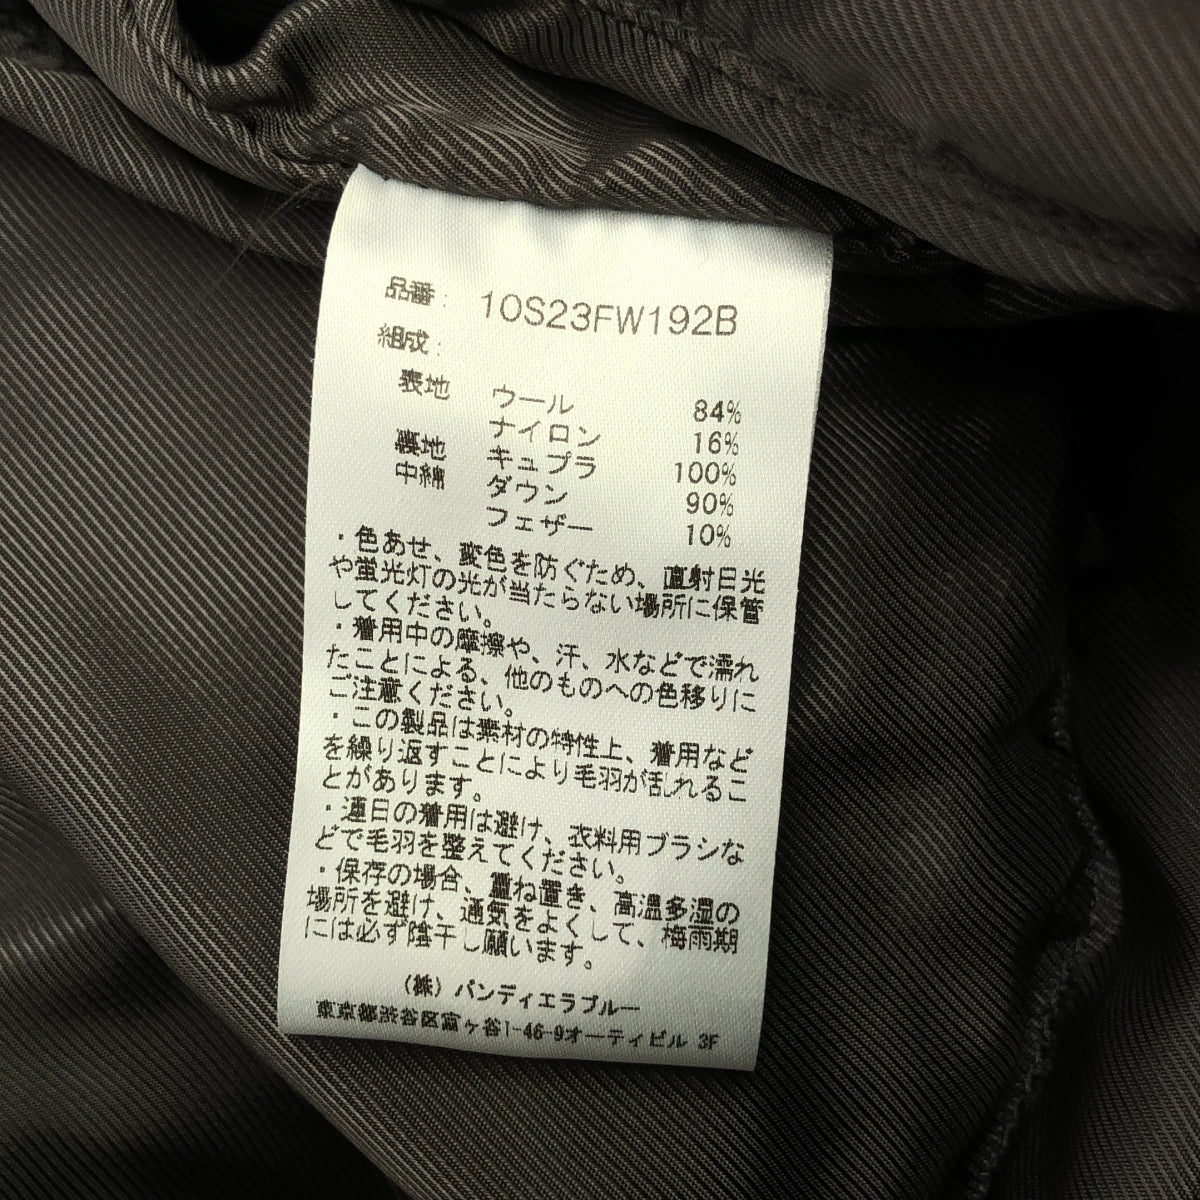 品番: 10S23FW192B
組成:
表地 ウール 84%
ナイロン 16%
裏地 キュプラ 100%
中綿 ダウン 90%
フェザー 10%
・色あせ、変色を防ぐため、直射日光
や蛍光灯の光が当たらない場所に保管
してください。
・着用中の摩擦や、汗、水などで濡れ
たことによる、他のものへの色移りに
ご注意ください。
・この製品は素材の特性上、着用など
を繰り返すことにより毛羽が乱れるこ
とがあります。
・連日の着用は避け、衣料用ブラシな
どで毛羽を整えてください。
・保存の場合、重ね置き、高温多湿の
場所を避け、通気をよくして、梅雨期
には必ず陰干し願います。
(株) バンディエラブルー
東京都渋谷区富ヶ谷1-46-9オーティビル 3F